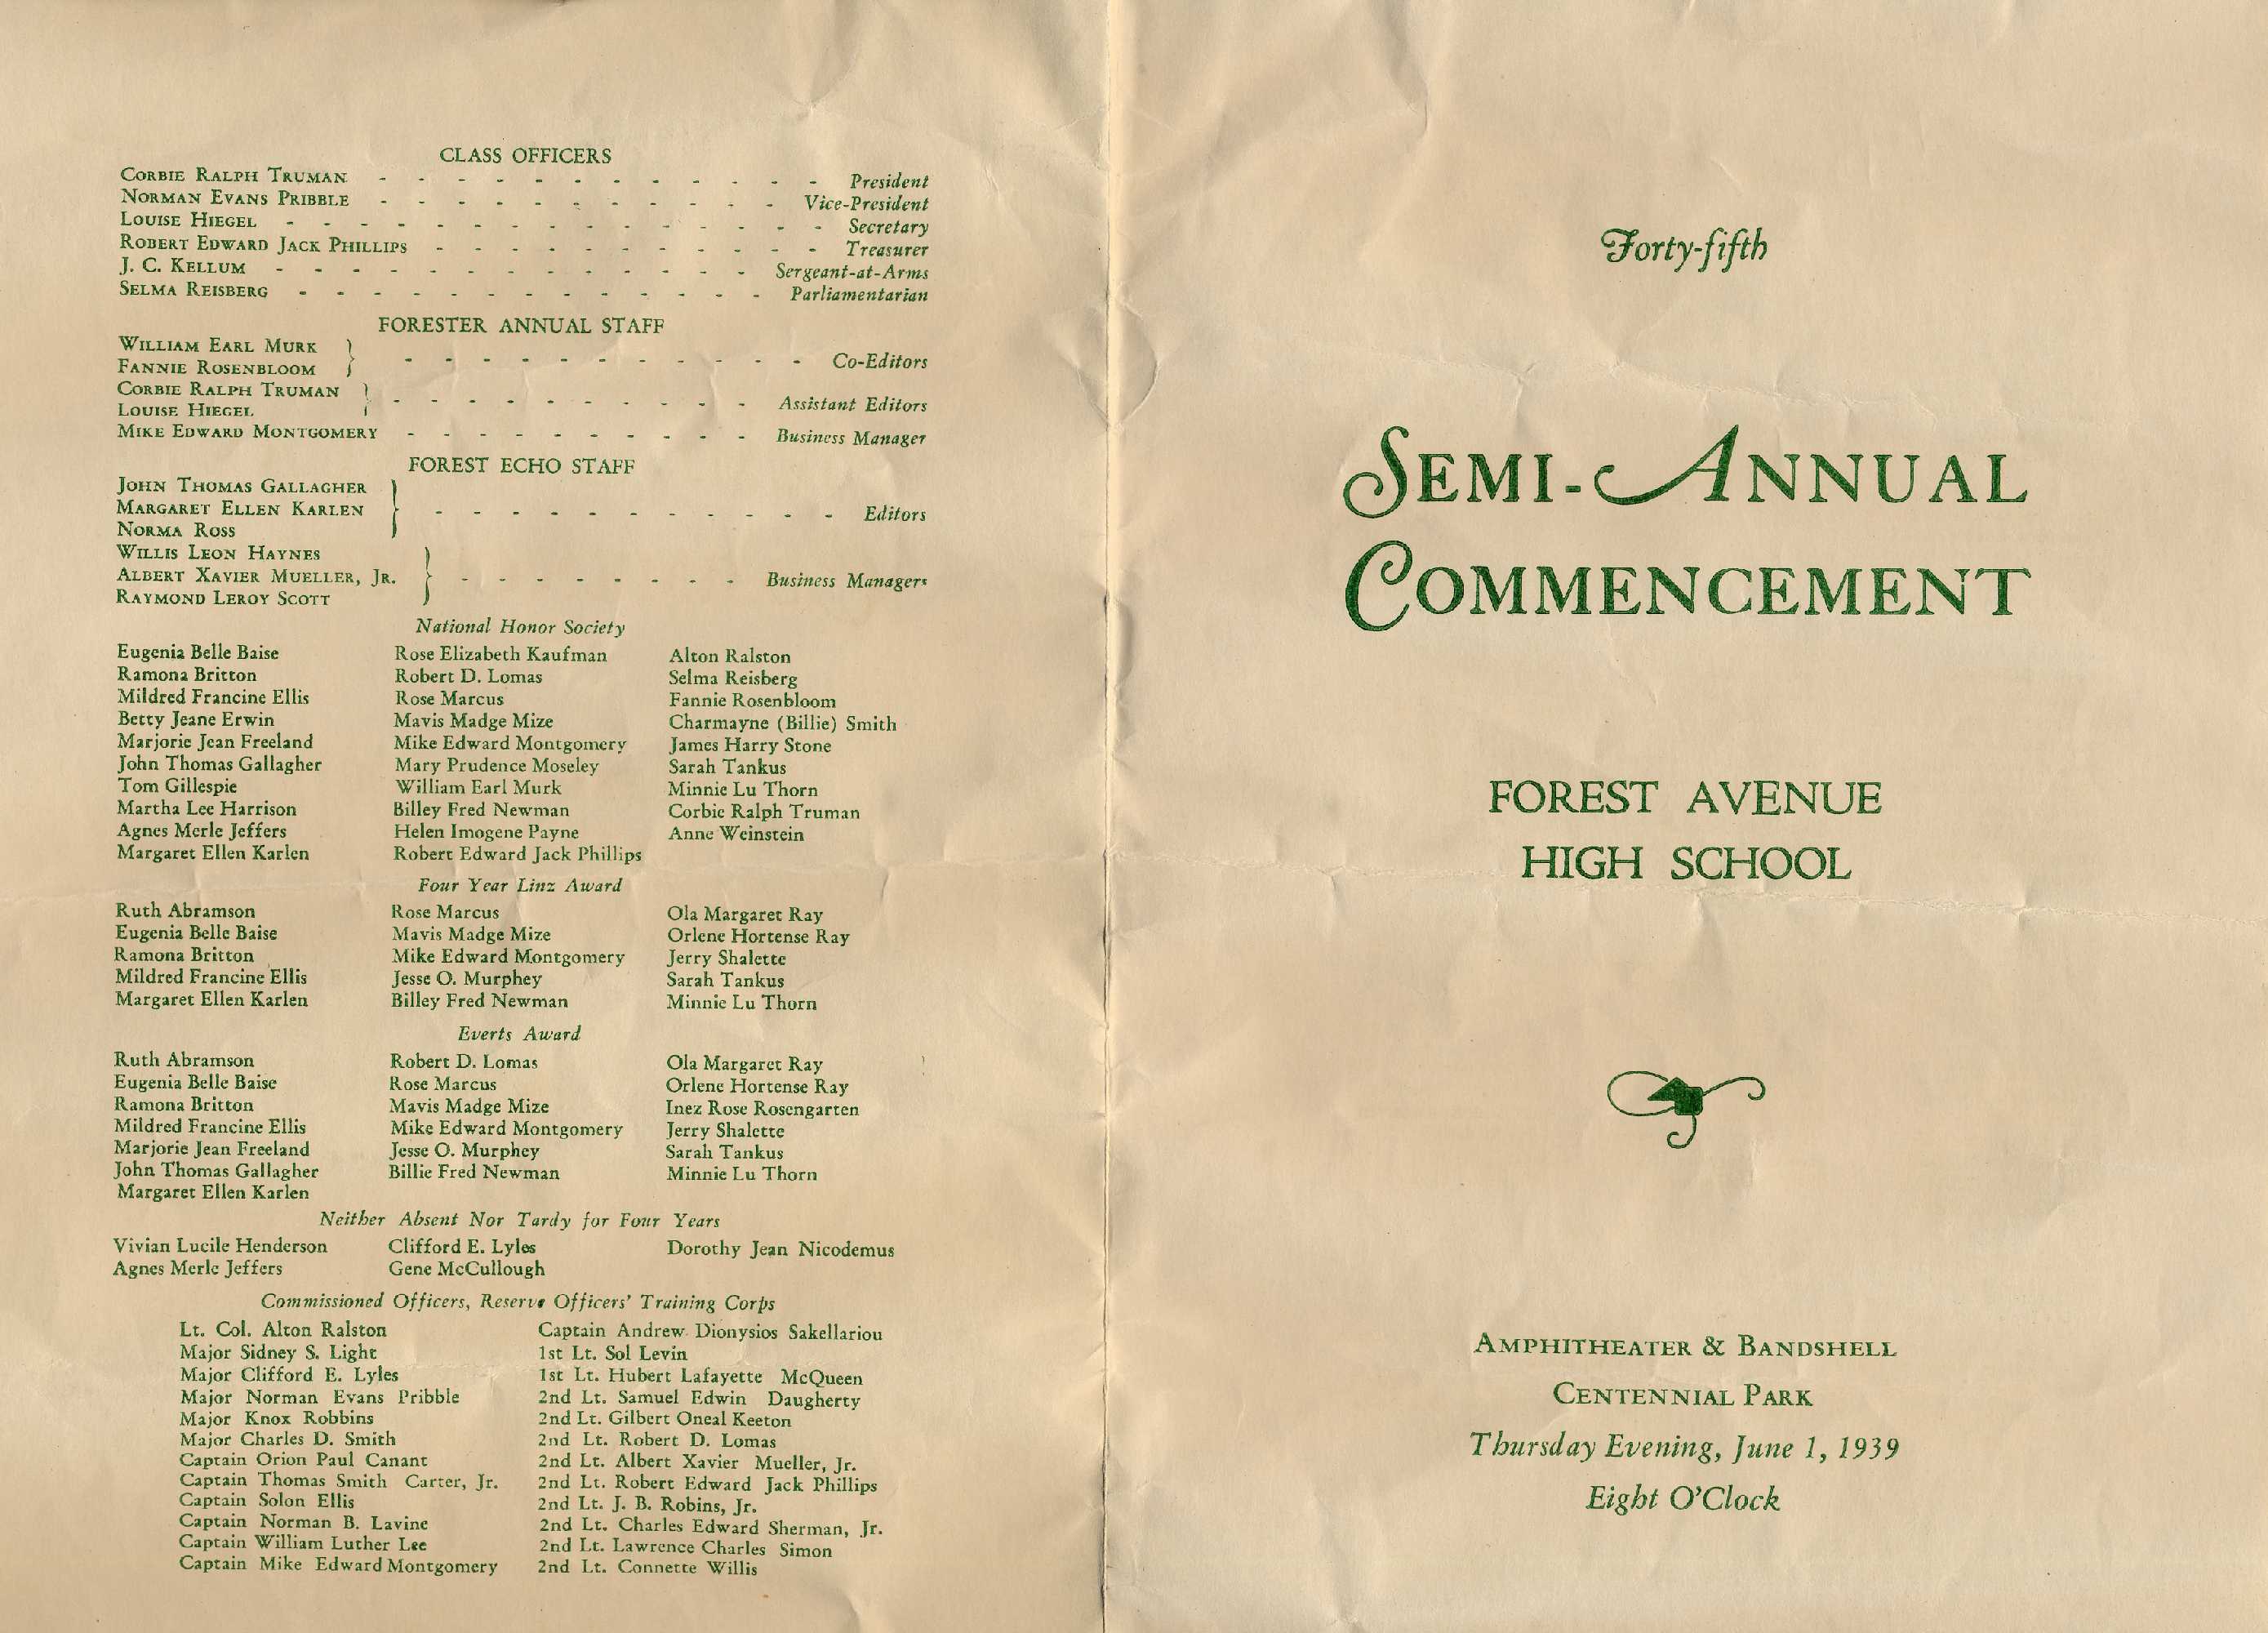 CLASS OFFICERS
CORBIE RALPH TRUMAN - - - - - - - - - - - - President
NORMAN EVANS PRIBBLE - - - - - - - - - - - Vice-President
LOUISE HIEGEL - - - - - - - - - - - - - - Secretary
ROBERT EDWARD JACK PHILLIPS - - - - - - - - - - - Treasurer
J. C. KELLUM - - - - - - - - - - - - - Sergeant-at-Arms
SELMA REISBERG - - - - - - - - - - - - - Parliamentarian
FORESTER ANNUAL STAFF
WILLIAM EARL MURK
FANNIE ROSENBLOOM } - - - - - - - - - - - Co-Editors
CORBIE RALPH TRUMAN
LOUISE HIEGEL } - - - - - - - - - - Assistant Editors
MIKE EDWARD MONTGOMERY - - - - - - - - - - Business Manager
FOREST ECHO STAFF
JOHN THOMAS GALLAGHER
MARGARET ELLEN KARLEN } - - - - - - - - - - - Editors
NORMA ROSS
WILLIS LEON HAYNES
ALBERT XAVIER MUELLER, JR. } - - - - - - - - Business Managers
RAYMOND LEROY SCOTT
National Honor Society
Eugenia Belle Baise Rose Elizabeth Kaufman Alton Ralston
Ramona Britton Robert D. Lomas Selma Reisberg
Mildred Francine Ellis Rose Marcus Fannie Rosenbloom
Betty Jeane Erwin Mavis Madge Mize Charmayne (Billie) Smith
Marjorie Jean Freeland Mike Edward Montgomery James Harry Stone
John Thomas Gallagher Mary Prudence Moseley Sarah Tankus
Tom Gillespie William Earl Murk Minnie Lu Thorn
Martha Lee Harrison Billey Fred Newman Corbie Ralph Truman
Agnes Merle Jeffers Helen Imogene Payne Anne Weinstein
Margaret Ellen Karlen Robert Edward Jack Phillips
Four Year Linz Award
Ruth Abramson Rose Marcus Ola Margaret Ray
Eugenia Belle Baise Mavis Madge Mize Orlene Hortense Ray
Ramona Britton Mike Edward Montgomery Jerry Shalette
Mildred Francine Ellis Jesse O. Murphey Sarah Tankus
Margaret Ellen Karlen Billey Fred Newman Minnie Lu Thorn
Everts Award
Ruth Abramson Robert D. Lomas Ola Margaret Ray
Eugenia Belle Baise Rose Marcus Orlene Hortense Ray
Ramona Britton Mavis Madge Mize Inez Rose Rosengarten
Mildred Francine Ellis Mike Edward Montgomery Jerry Shalette
Marjorie Jean Freeland Jesse O. Murphey Sarah Tankus
John Thomas Gallagher Billie Fred Newman Minnie Lu Thorn
Margaret Ellen Karlen
Neither Absent Nor Tardy for Four Years
Vivian Lucile Henderson Clifford E. Lyles Dorothy Jean Nicodemus
Agnes Merle Jeffers Gene McCullough
Commissioned Officers, Reserve Officers' Training Corps
Lt. Col. Alton Ralston Captain Andrew Dionysios Sakellariou
Major Sidney S. Light 1st Lt. Sol Levin
Major Clifford E. Lyles 1st Lt. Hubert Lafayette McQueen
Major Norman Evans Pribble 2nd Lt. Samuel Edwin Daugherty
Major Knox Robbins 2nd Lt. Gilbert Oneal Keeton
Major Charles D. Smith 2nd Lt. Robert D. Lomas
Captain Orion Paul Canant 2nd Lt. Albert Xavier Mueller, Jr.
Captain Thomas Smith Carter, Jr. 2nd Lt. Robert Edward Jack Phillips
Captain Solon Ellis 2nd Lt. J. B. Robins, Jr.
Captain Norman B. Lavine 2nd Lt. Charles Edward Sherman, Jr.
Captain William Luther Lee 2nd Lt. Lawrence Charles Simon
Captain Mike Edward Montgomery 2nd Lt. Connette Willis
Forty-fifth
SEMI-ANNUAL
COMMENCEMENT
FOREST AVENUE
HIGH SCHOOL
AMPHITHEATER & BANDSHELL
CENTENNIAL PARK
Thursday Evening, June 1, 1939
Eight O'Clock